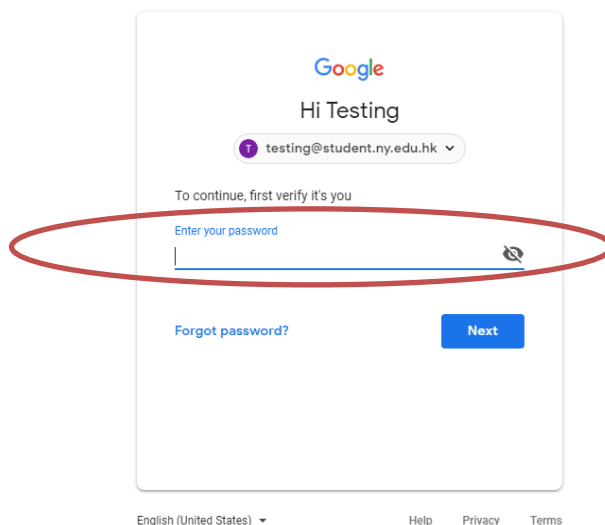 Google
Hi Testing
T testing@student.ny.edu.hk
To continue, first verify it's you
Enter your password
Forgot password?
Next
English (United States) Help Privacy Terms